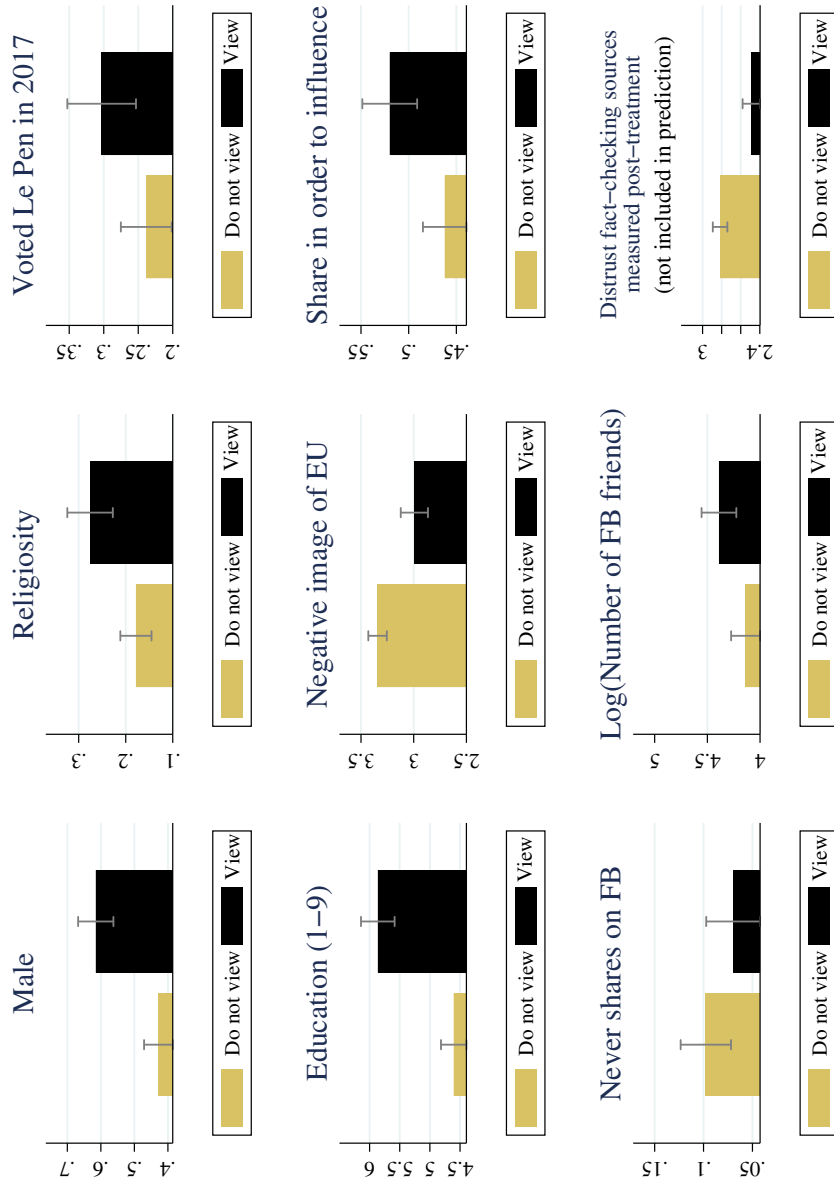 Male
.7
.6
.5
.4
Do not view
View
Religiosity
.3
.2
.1
Do not view
View
Voted Le Pen in 2017
.35
.3
.25
.2
Do not view
View
Education (1–9)
6
5.5
5
4.5
Do not view
View
Negative image of EU
3.5
3
2.5
Do not view
View
Share in order to influence
.55
.5
.45
Do not view
View
Never shares on FB
.15
.1
.05
Do not view
View
Log(Number of FB friends)
5
4.5
4
Do not view
View
Distrust fact–checking sources
measured post–treatment
(not included in prediction)
3
2.4
Do not view
View